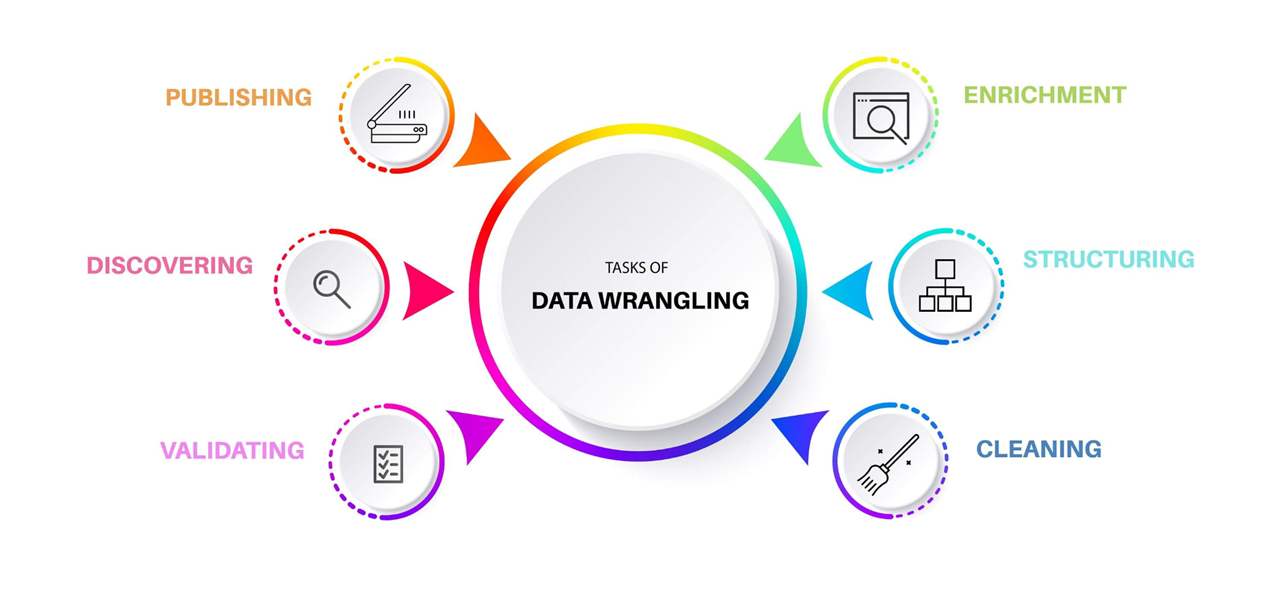 PUBLISHING
ENRICHMENT
DISCOVERING
STRUCTURING
TASKS OF
DATA WRANGLING
VALIDATING
CLEANING